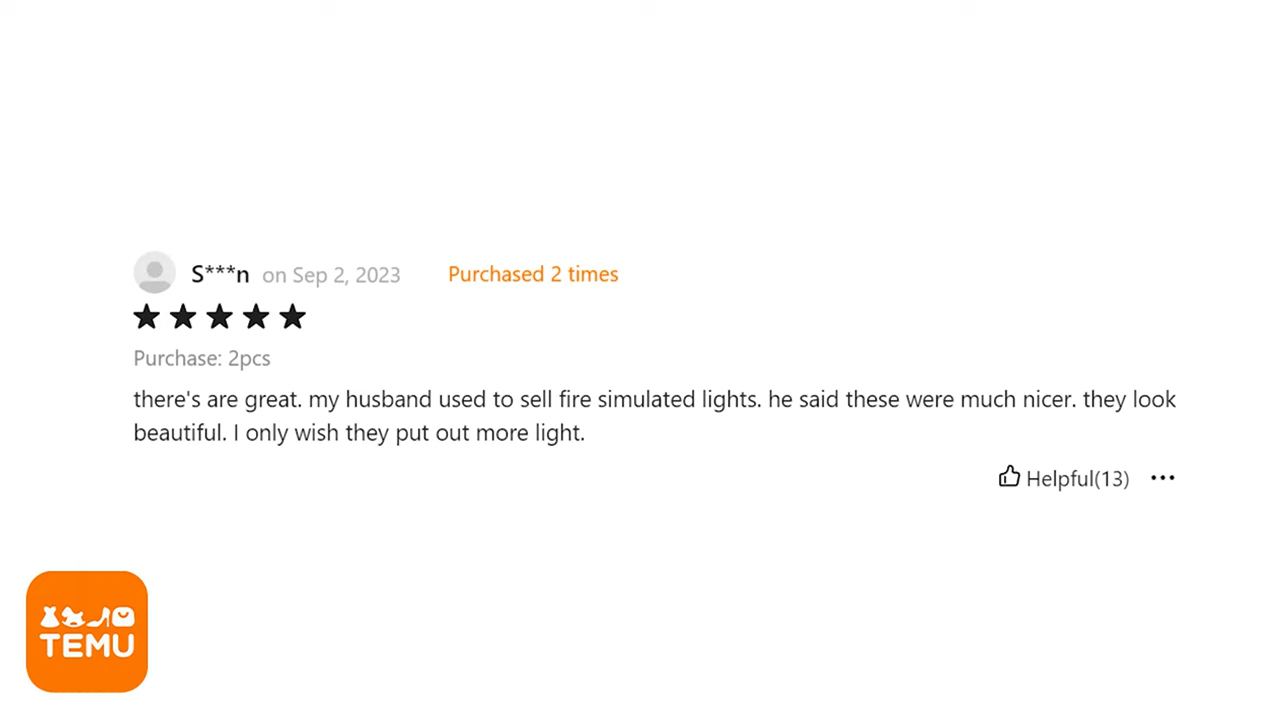 S***n on Sep 2, 2023 Purchased 2 times
Purchase: 2pcs
there's are great. my husband used to sell fire simulated lights. he said these were much nicer. they look
beautiful. I only wish they put out more light.
Helpful(13)
TEMU